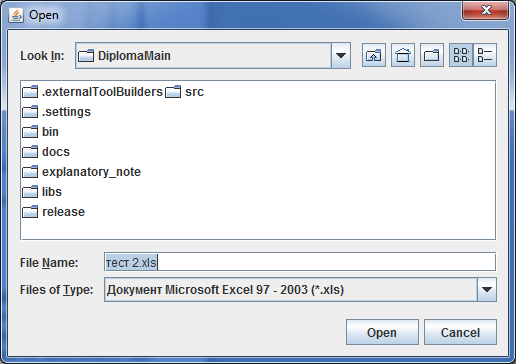 Open
Look In: DiplomaMain
.externalToolBuilders src
.settings
bin
docs
explanatory_note
libs
release
File Name: тест 2.xls
Files of Type: Документ Microsoft Excel 97 - 2003 (*.xls)
Open Cancel